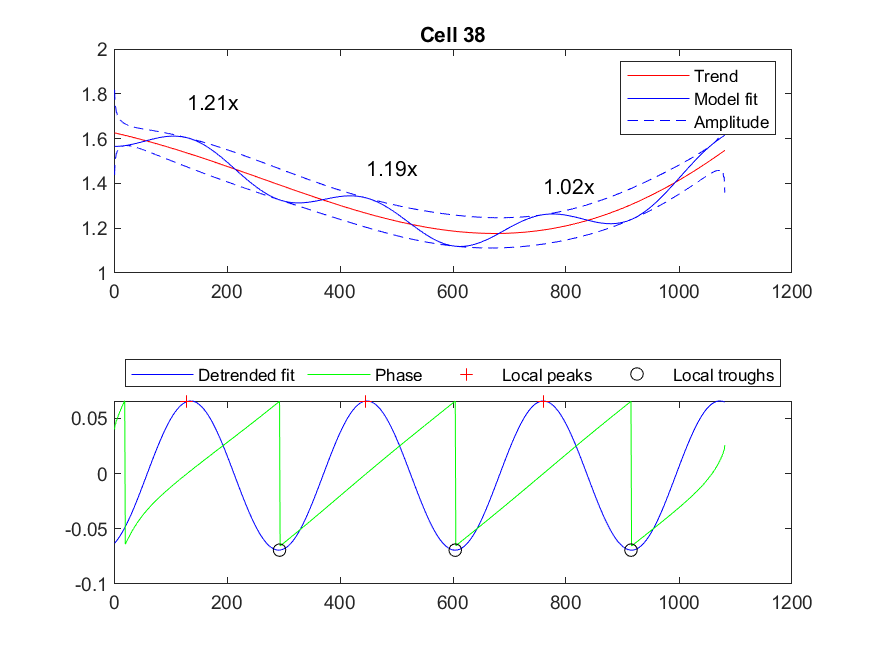 Cell 38
2
1.8
1.6
1.4
1.2
1
1.21x
1.19x
1.02x
Trend
Model fit
Amplitude
0 200 400 600 800 1000 1200
Detrended fit Phase Local peaks Local troughs
0.05
0
-0.05
-0.1
0 200 400 600 800 1000 1200